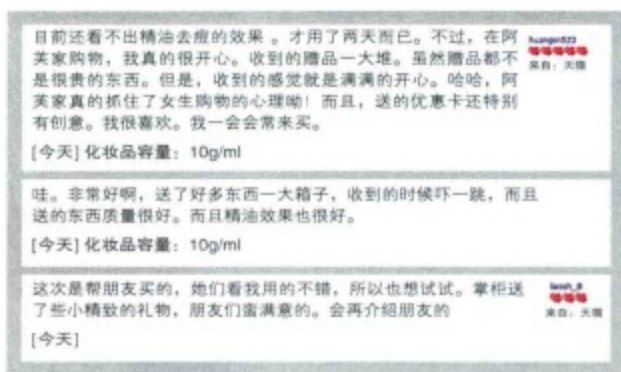 目前还看不出精油去痘的效果 。才用了两天而已。不过,在阿
芙家购物,我真的很开心。收到的赠品一大堆。虽然赠品都不
是很贵的东西。但是,收到的感觉就是满满的开心。哈哈,阿
芙家真的抓住了女生购物的心理呦!而且,送的优惠卡还特别
有创意。我很喜欢。我一会会常来买。
[今天] 化妆品容量:10g/ml
来自:天猫
哇。非常好啊,送了好多东西一大箱子,收到的时候吓一跳,而且
送的东西质量很好。而且精油效果也很好。
[今天] 化妆品容量:10g/ml
这次是帮朋友买的,她们看我用的不错,所以也想试试。掌柜送
了些小精致的礼物,朋友们蛮满意的。会再介绍朋友的
[今天]
来自:天猫